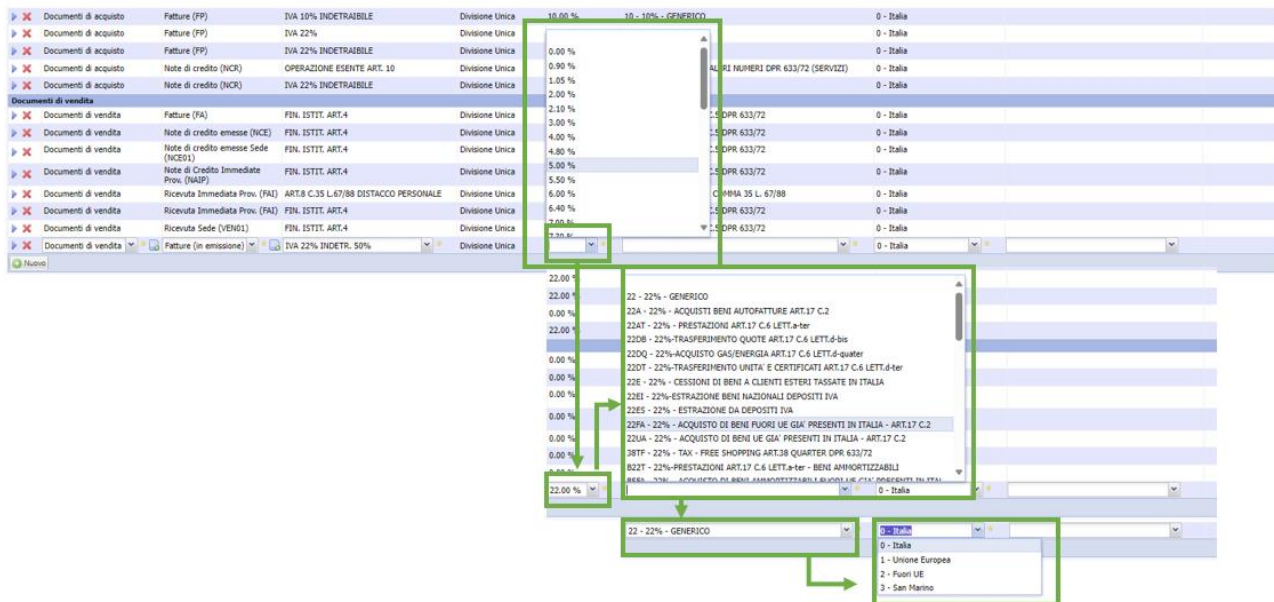 Documenti di acquisto Fatture (FP) IVA 10% INDETRAIBILE Divisione Unica 10.00 % 10 - 10% - GENERICO 0 - Italia
Documenti di acquisto Fatture (FP) IVA 22% Divisione Unica 0 - Italia
Documenti di acquisto Fatture (FP) IVA 22% INDETRAIBILE Divisione Unica 0.00 % 0 - Italia
Documenti di acquisto Note di credito (NCR) OPERAZIONE ESENTE ART. 10 Divisione Unica 0.90 % NUMERI DPR 633/72 (SERVIZI) 0 - Italia
1.05 %
Documenti di acquisto Note di credito (NCR) IVA 22% INDETRAIBILE Divisione Unica 0 - Italia
2.00 %
Documenti di vendita
2.10 %
Documenti di vendita Fatture (FA) FIN. ISTIT. ART.4 Divisione Unica 3.00 % DPR 633/72 0 - Italia
Documenti di vendita Note di credito emesse (NCE) FIN. ISTIT. ART.4 Divisione Unica 4.00 % DPR 633/72 0 - Italia
Documenti di vendita Note di credito emesse Sede (NCE01) FIN. ISTIT. ART.4 Divisione Unica 4.80 % DPR 633/72 0 - Italia
5.00 %
Documenti di vendita Note di Credito Immediate Prov. (NAIP) FIN. ISTIT. ART.4 Divisione Unica 5.50 % DPR 633/72 0 - Italia
Documenti di vendita Ricevuta Immediata Prov. (FAI) ART.8 C.35 L.67/88 DISTACCO PERSONALE Divisione Unica 6.00 % COMMA 35 L. 67/88 0 - Italia
Documenti di vendita Ricevuta Immediata Prov. (FAI) FIN. ISTIT. ART.4 Divisione Unica 6.40 % DPR 633/72 0 - Italia
Documenti di vendita Ricevuta Sede (VEN01) FIN. ISTIT. ART.4 Divisione Unica 7.00 % DPR 633/72 0 - Italia
Documenti di vendita Fatture (in emissione) IVA 22% INDETR. 50% Divisione Unica 0 - Italia
Nuovo
22.00 %
22.00 % 22 - 22% - GENERICO
0.00 % 22A - 22% - ACQUISTI BENI AUTOFATTURE ART.17 C.2
22.00 % 22AT - 22% - PRESTAZIONI ART.17 C.6 LETT.a-ter
22DB - 22%-TRASFERIMENTO QUOTE ART.17 C.6 LETT.d-bis
0.00 % 22DQ - 22%-ACQUISTO GAS/ENERGIA ART.17 C.6 LETT.d-quater
0.00 % 22DT - 22%-TRASFERIMENTO UNITA' E CERTIFICATI ART.17 C.6 LETT.d-ter
22E - 22% - CESSIONI DI BENI A CLIENTI ESTERI TASSATE IN ITALIA
0.00 % 22EI - 22%-ESTRAZIONE BENI NAZIONALI DEPOSITI IVA
0.00 % 22ES - 22% - ESTRAZIONE DA DEPOSITI IVA
22FA - 22% - ACQUISTO DI BENI FUORI UE GIA' PRESENTI IN ITALIA - ART.17 C.2
0.00 % 22UA - 22% - ACQUISTO DI BENI UE GIA' PRESENTI IN ITALIA - ART.17 C.2
0.00 % 38TF - 22% - TAX - FREE SHOPPING ART.38 QUARTER DPR 633/72
B22T - 22%-PRESTAZIONI ART.17 C.6 LETT.a-ter - BENI AMMORTIZZABILI
22.00 % 0 - Italia
22 - 22% - GENERICO 0 - Italia
0 - Italia
1 - Unione Europea
2 - Fuori UE
3 - San Marino